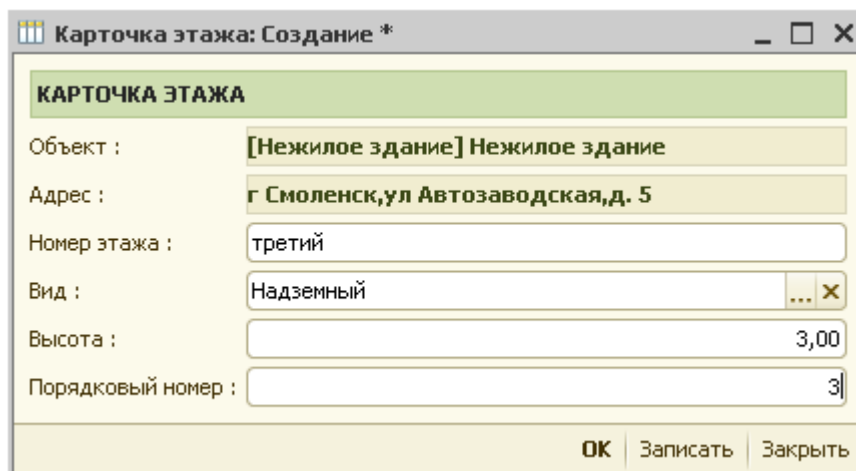 Карточка этажа: Создание *
КАРТОЧКА ЭТАЖА
Объект : [Нежилое здание] Нежилое здание
Адрес : г Смоленск,ул Автозаводская,д. 5
Номер этажа : третий
Вид : Надземный ...
Высота : 3,00
Порядковый номер : 3
ОК Записать Закрыть